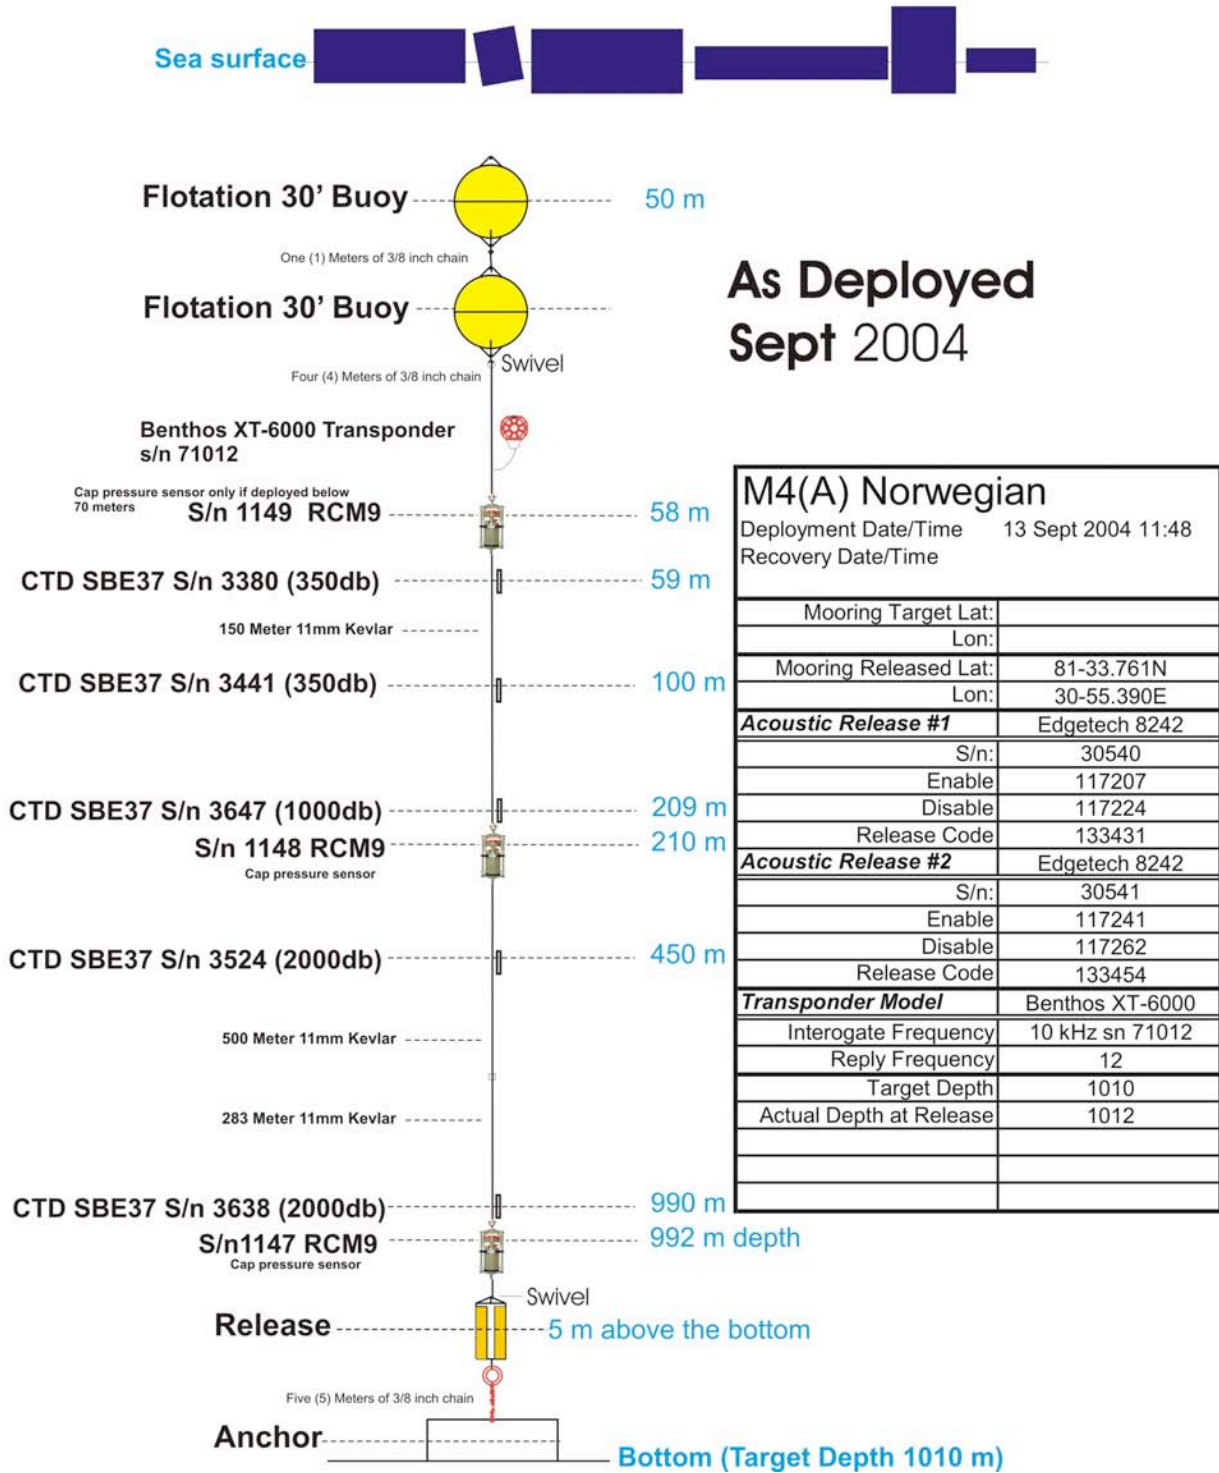 Sea surface
Flotation 30' Buoy
50 m
One (1) Meters of 3/8 inch chain
Flotation 30' Buoy
As Deployed
Sept 2004
Swivel
Four (4) Meters of 3/8 inch chain
Benthos XT-6000 Transponder
s/n 71012
Cap pressure sensor only if deployed below
70 meters
S/n 1149 RCM9
58 m
CTD SBE37 S/n 3380 (350db)
59 m
150 Meter 11mm Kevlar
CTD SBE37 S/n 3441 (350db)
100 m
CTD SBE37 S/n 3647 (1000db)
209 m
S/n 1148 RCM9
210 m
Cap pressure sensor
CTD SBE37 S/n 3524 (2000db)
450 m
500 Meter 11mm Kevlar
283 Meter 11mm Kevlar
CTD SBE37 S/n 3638 (2000db)
990 m
S/n1147 RCM9
992 m depth
Cap pressure sensor
Swivel
Release
5 m above the bottom
Five (5) Meters of 3/8 inch chain
Anchor
Bottom (Target Depth 1010 m)
M4(A) Norwegian
Deployment Date/Time 13 Sept 2004 11:48
Recovery Date/Time
Mooring Target Lat:
Lon:
Mooring Released Lat: 81-33.761N
Lon: 30-55.390E
Acoustic Release #1 Edgetech 8242
S/n: 30540
Enable 117207
Disable 117224
Release Code 133431
Acoustic Release #2 Edgetech 8242
S/n: 30541
Enable 117241
Disable 117262
Release Code 133454
Transponder Model Benthos XT-6000
Interogate Frequency 10 kHz sn 71012
Reply Frequency 12
Target Depth 1010
Actual Depth at Release 1012